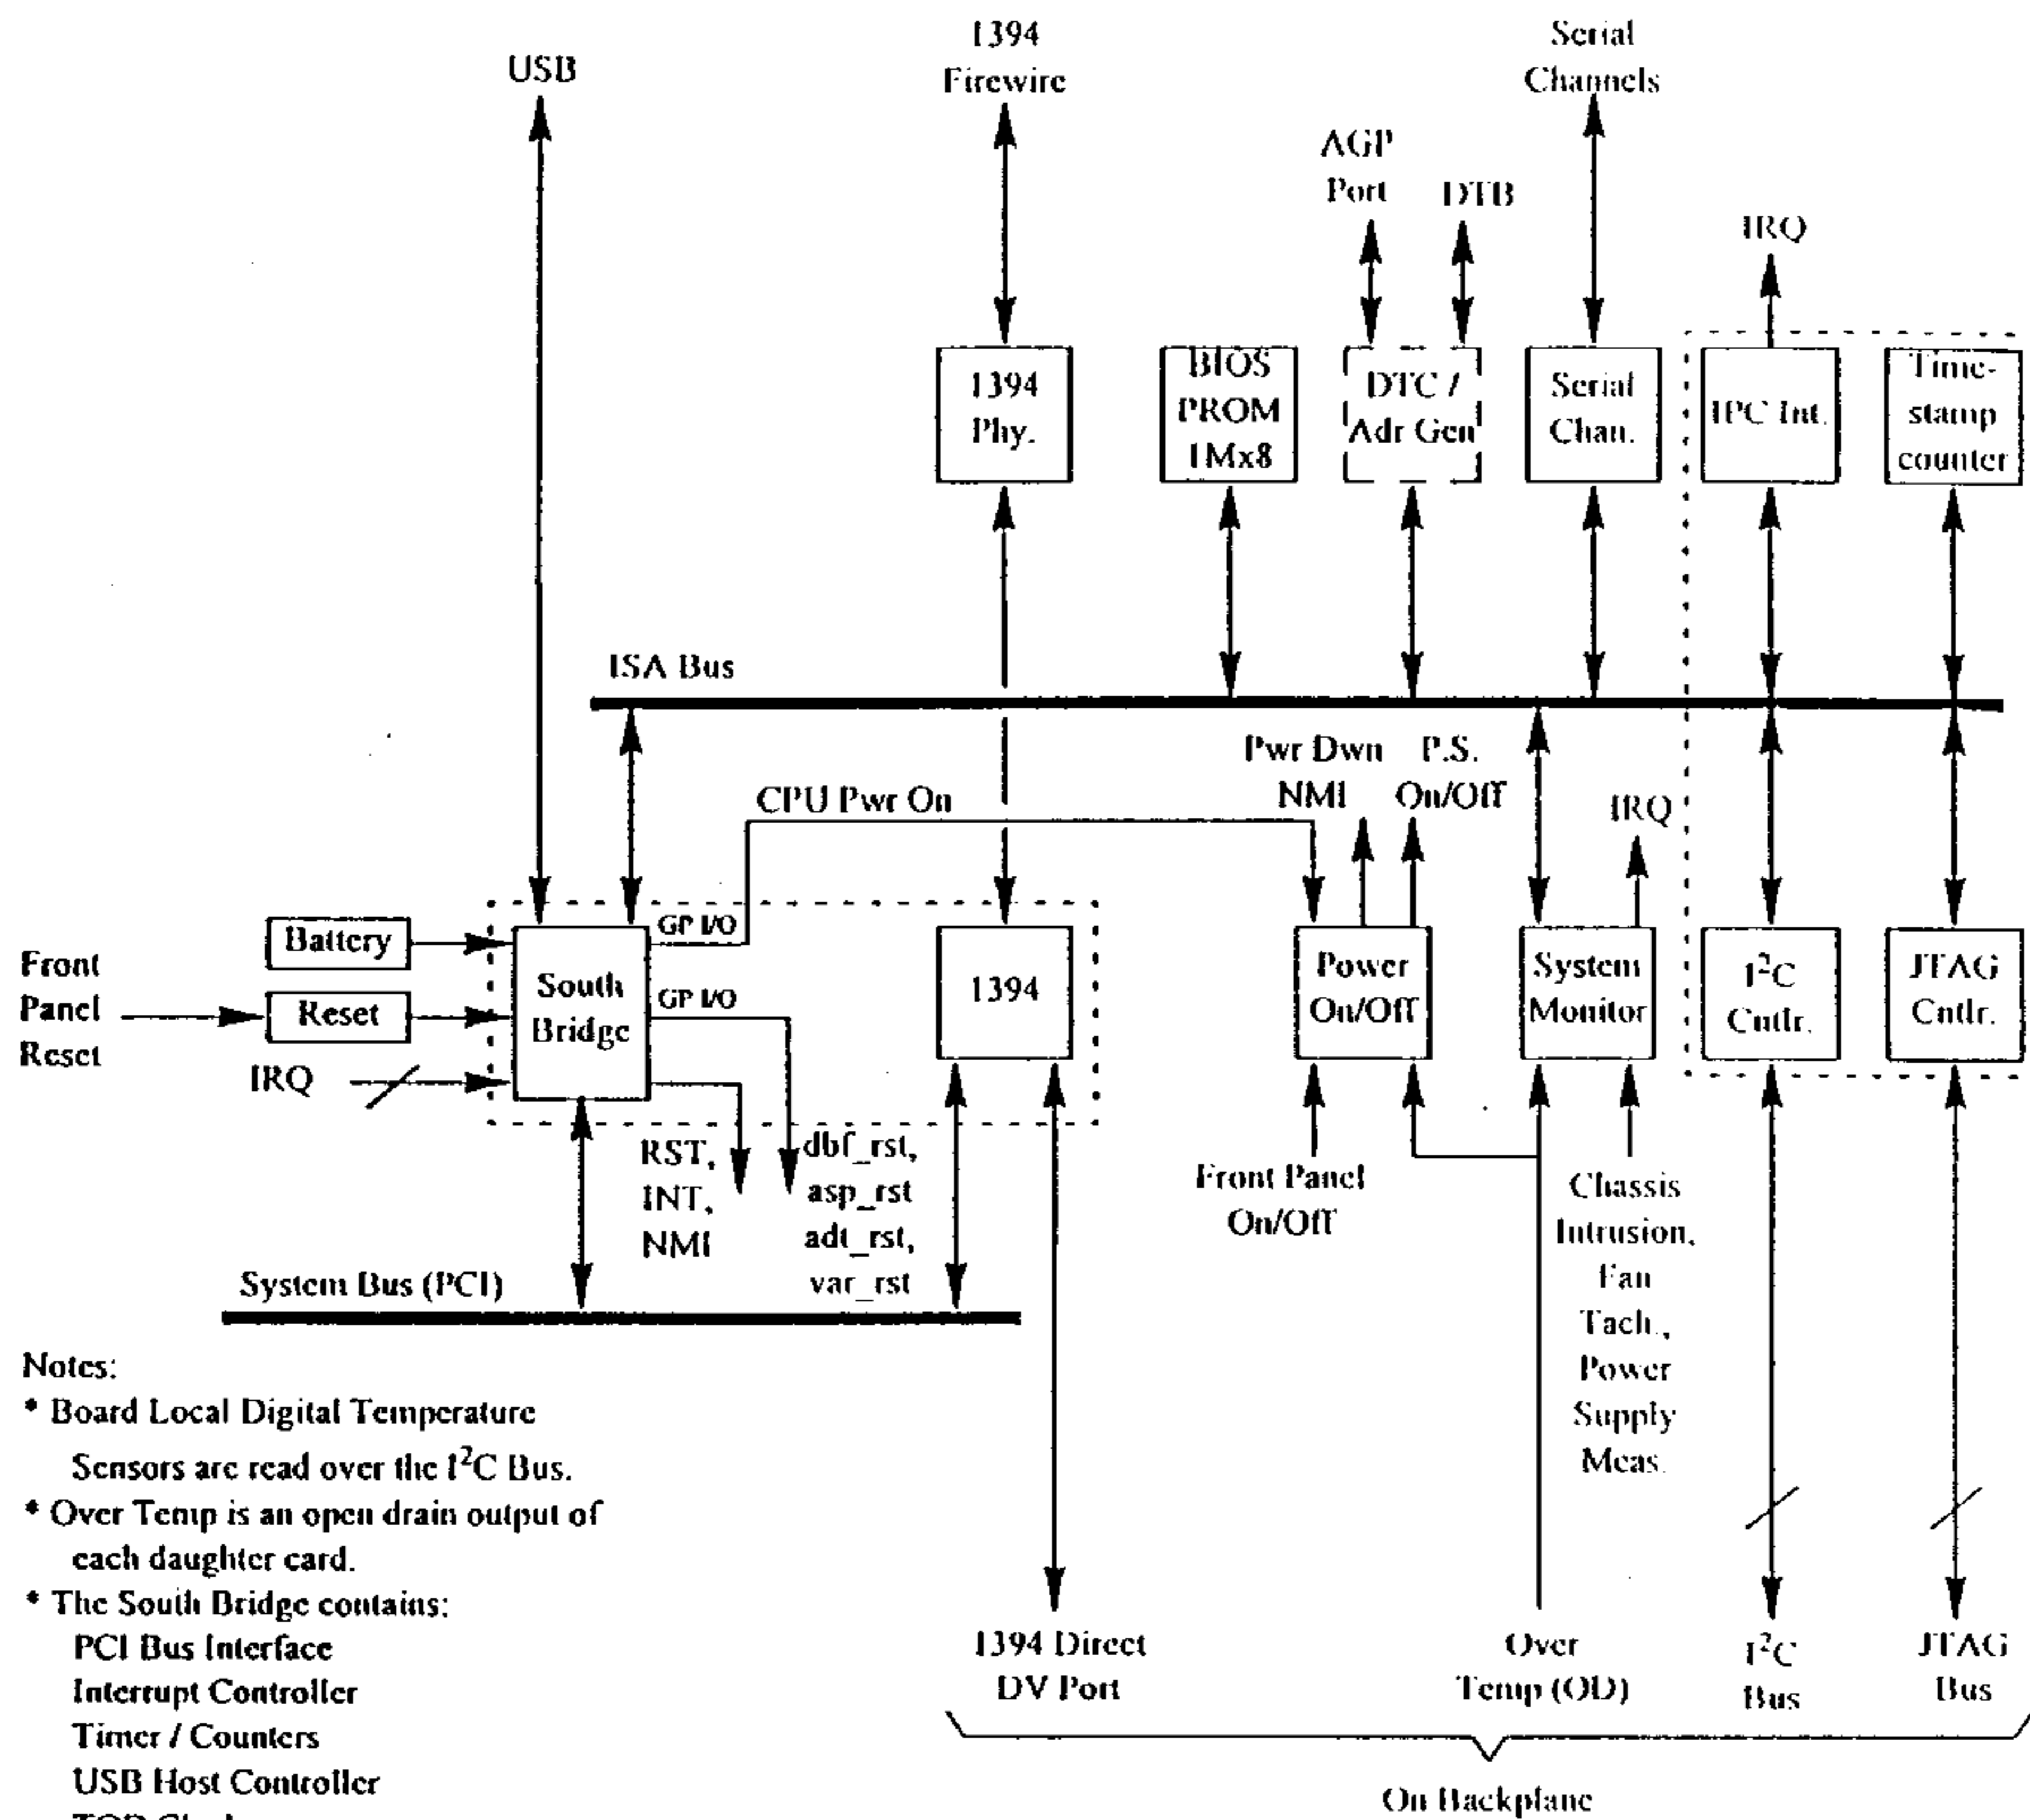 USB
1394
Firewire
Serial
Channels
AGP
Port
DTB
IRQ
1394
Phy.
BIOS
PROM
1Mx8
DTC /
Adr Gen
Serial
Chan.
IPC Int.
Time-
stamp
counter
ISA Bus
CPU Pwr On
Pwr Dwn
NMI
P.S.
On/Off
IRQ
Front
Panel
Reset
Battery
Reset
IRQ
South
Bridge
GP I/O
GP I/O
1394
Power
On/Off
System
Monitor
I²C
Cntlr.
JTAG
Cntlr.
RST,
INT,
NMI
dbf_rst,
asp_rst
adt_rst,
var_rst
Front Panel
On/Off
Chassis
Intrusion,
Fan
Tach.,
Power
Supply
Meas.
System Bus (PCI)
Notes:
* Board Local Digital Temperature
Sensors are read over the I²C Bus.
* Over Temp is an open drain output of
each daughter card.
* The South Bridge contains:
PCI Bus Interface
Interrupt Controller
Timer / Counters
USB Host Controller
1394 Direct
DV Port
Over
Temp (OD)
I²C
Bus
JTAG
Bus
On Backplane